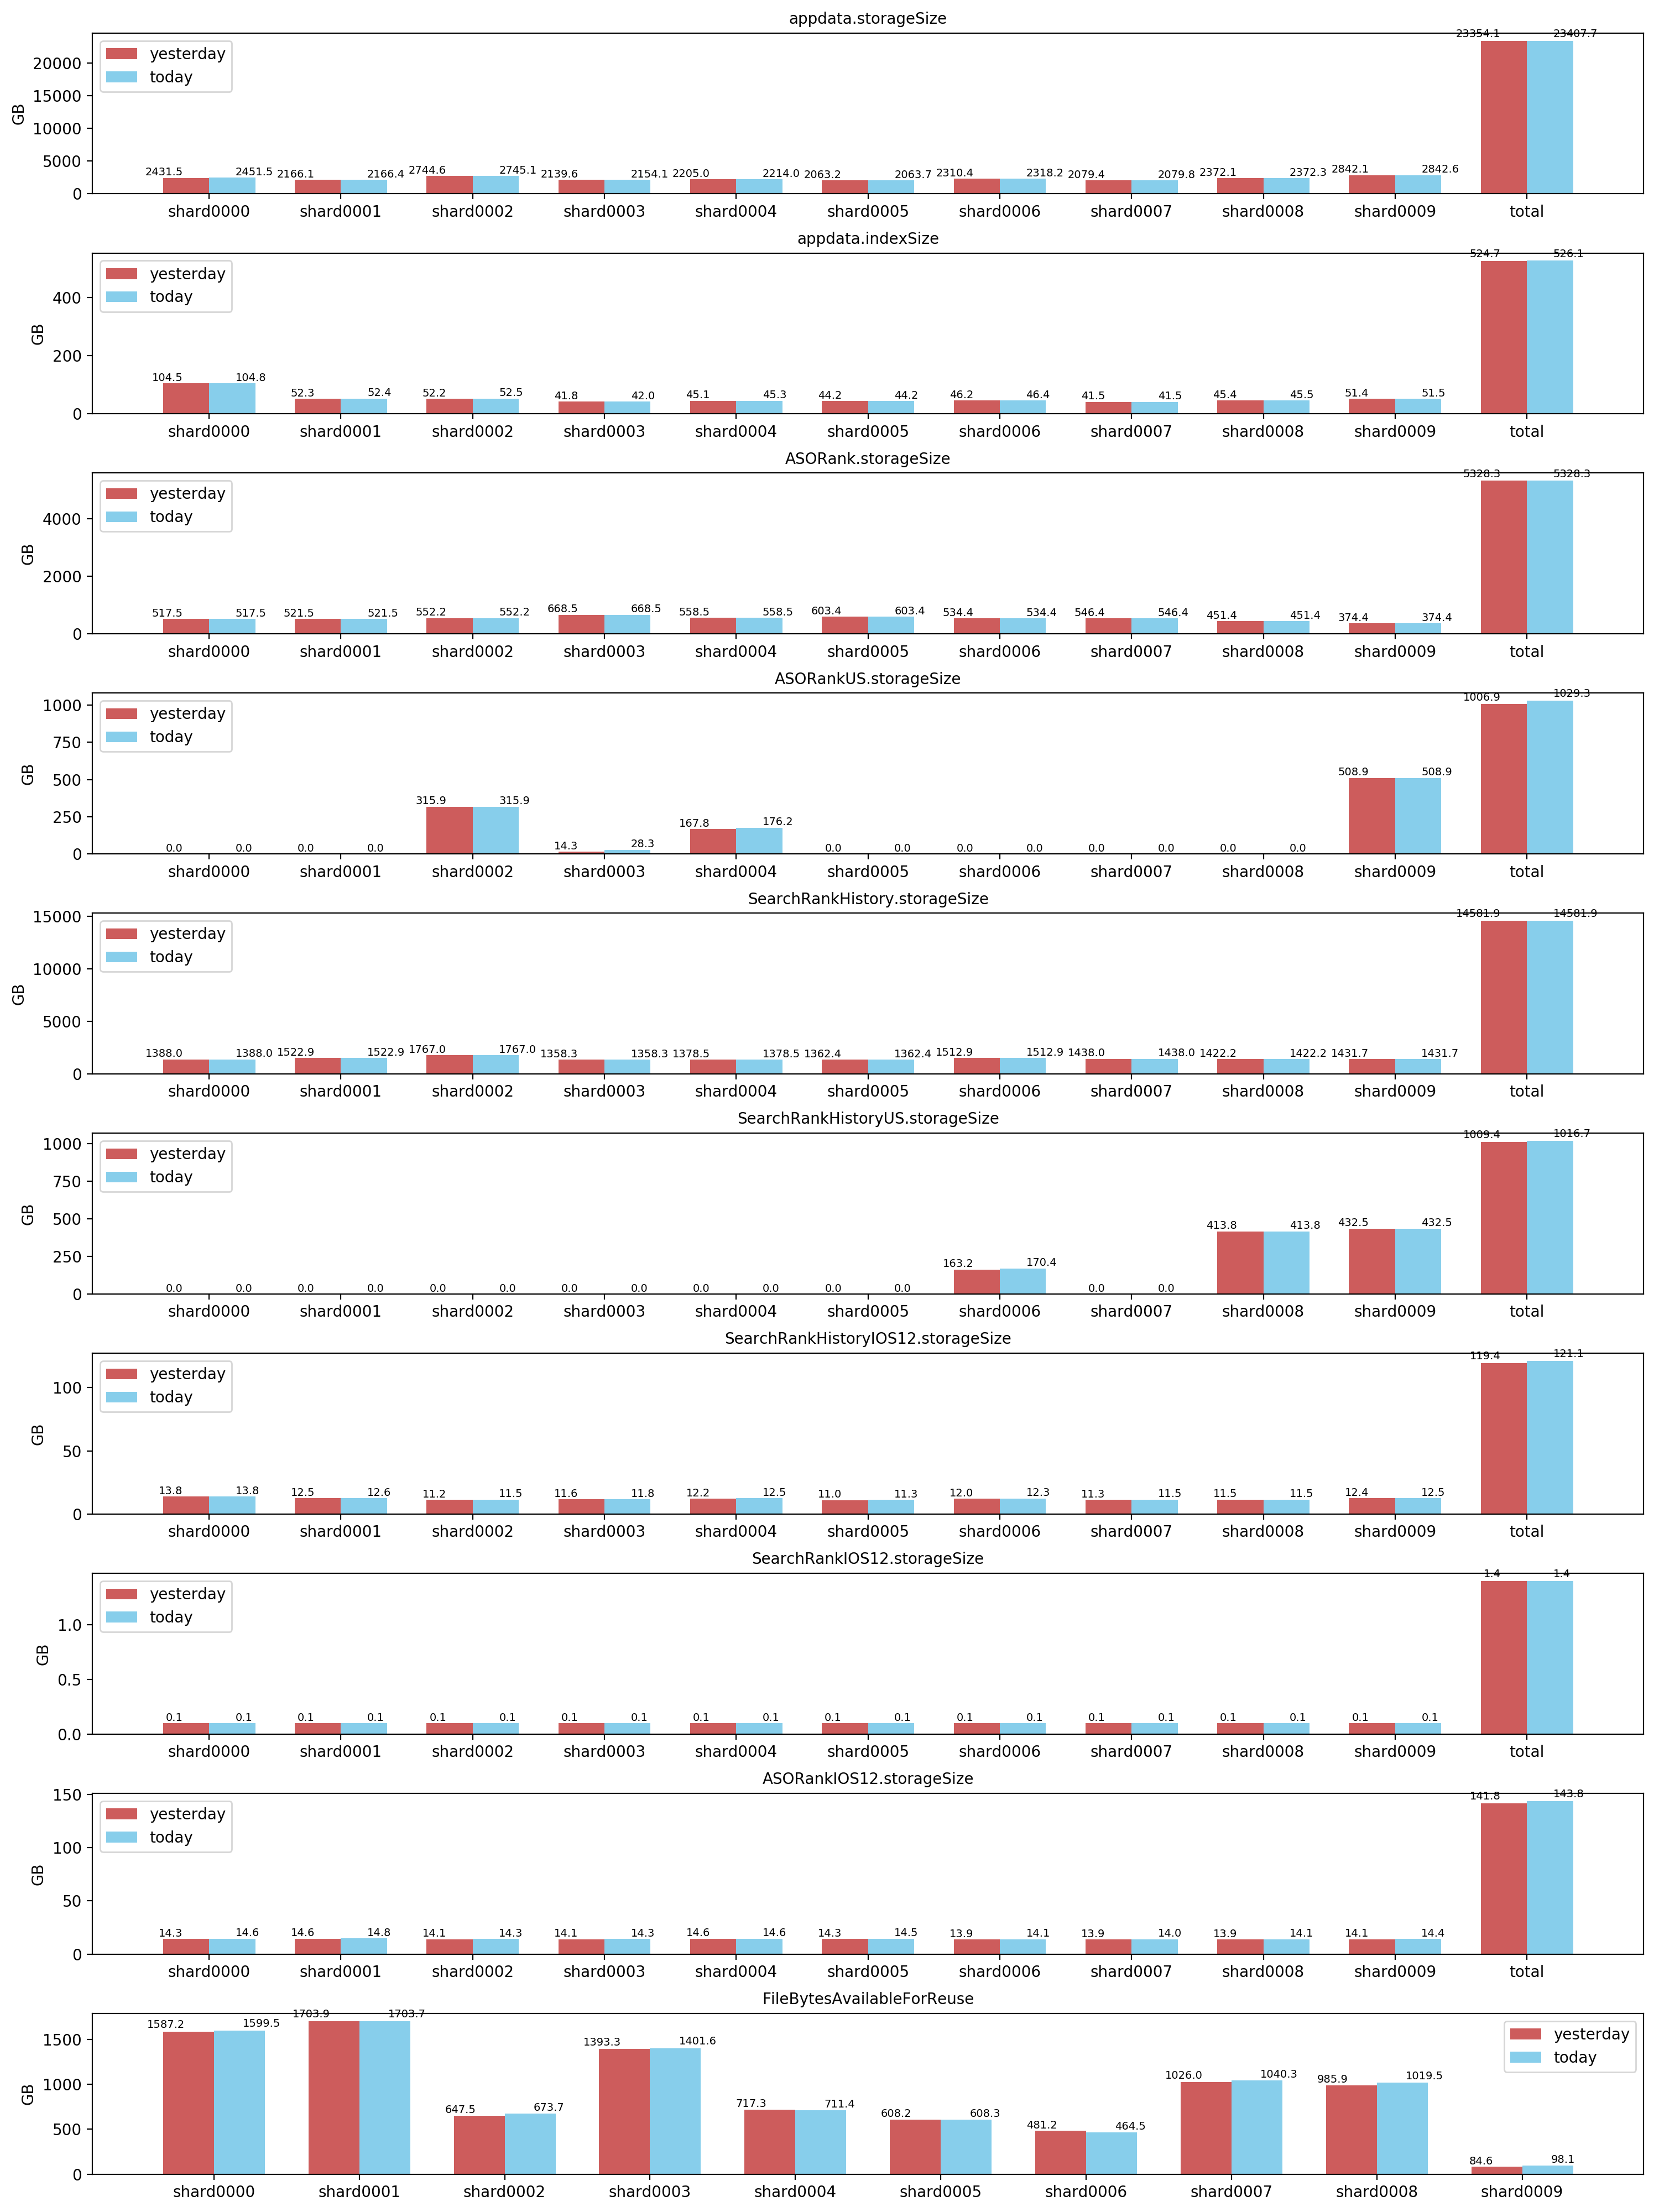 appdata.storageSize
yesterday
today
GB
20000
15000
10000
5000
0
2431.5 2451.5 2166.1 2166.4 2744.6 2745.1 2139.6 2154.1 2205.0 2214.0 2063.2 2063.7 2310.4 2318.2 2079.4 2079.8 2372.1 2372.3 2842.1 2842.6 23354.1 23407.7
shard0000 shard0001 shard0002 shard0003 shard0004 shard0005 shard0006 shard0007 shard0008 shard0009 total
appdata.indexSize
yesterday
today
GB
400
200
0
104.5 104.8 52.3 52.4 52.2 52.5 41.8 42.0 45.1 45.3 44.2 44.2 46.2 46.4 41.5 41.5 45.4 45.5 51.4 51.5 524.7 526.1
shard0000 shard0001 shard0002 shard0003 shard0004 shard0005 shard0006 shard0007 shard0008 shard0009 total
ASORank.storageSize
yesterday
today
GB
4000
2000
0
517.5 517.5 521.5 521.5 552.2 552.2 668.5 668.5 558.5 558.5 603.4 603.4 534.4 534.4 546.4 546.4 451.4 451.4 374.4 374.4 5328.3 5328.3
shard0000 shard0001 shard0002 shard0003 shard0004 shard0005 shard0006 shard0007 shard0008 shard0009 total
ASORankUS.storageSize
yesterday
today
GB
1000
750
500
250
0
0.0 0.0 0.0 0.0 315.9 315.9 14.3 28.3 167.8 176.2 0.0 0.0 0.0 0.0 0.0 0.0 0.0 0.0 508.9 508.9 1006.9 1029.3
shard0000 shard0001 shard0002 shard0003 shard0004 shard0005 shard0006 shard0007 shard0008 shard0009 total
SearchRankHistory.storageSize
yesterday
today
GB
15000
10000
5000
0
1388.0 1388.0 1522.9 1522.9 1767.0 1767.0 1358.3 1358.3 1378.5 1378.5 1362.4 1362.4 1512.9 1512.9 1438.0 1438.0 1422.2 1422.2 1431.7 1431.7 14581.9 14581.9
shard0000 shard0001 shard0002 shard0003 shard0004 shard0005 shard0006 shard0007 shard0008 shard0009 total
SearchRankHistoryUS.storageSize
yesterday
today
GB
1000
750
500
250
0
0.0 0.0 0.0 0.0 0.0 0.0 0.0 0.0 0.0 0.0 0.0 0.0 163.2 170.4 0.0 0.0 413.8 413.8 432.5 432.5 1009.4 1016.7
shard0000 shard0001 shard0002 shard0003 shard0004 shard0005 shard0006 shard0007 shard0008 shard0009 total
SearchRankHistoryIOS12.storageSize
yesterday
today
GB
100
50
0
13.8 13.8 12.5 12.6 11.2 11.5 11.6 11.8 12.2 12.5 11.0 11.3 12.0 12.3 11.3 11.5 11.5 11.5 12.4 12.5 119.4 121.1
shard0000 shard0001 shard0002 shard0003 shard0004 shard0005 shard0006 shard0007 shard0008 shard0009 total
SearchRankIOS12.storageSize
yesterday
today
GB
1.0
0.5
0.0
0.1 0.1 0.1 0.1 0.1 0.1 0.1 0.1 0.1 0.1 0.1 0.1 0.1 0.1 0.1 0.1 0.1 0.1 0.1 0.1 1.4 1.4
shard0000 shard0001 shard0002 shard0003 shard0004 shard0005 shard0006 shard0007 shard0008 shard0009 total
ASORankIOS12.storageSize
yesterday
today
GB
150
100
50
0
14.3 14.6 14.6 14.8 14.1 14.3 14.1 14.3 14.6 14.6 14.3 14.5 13.9 14.1 13.9 14.0 13.9 14.1 14.1 14.4 141.8 143.8
shard0000 shard0001 shard0002 shard0003 shard0004 shard0005 shard0006 shard0007 shard0008 shard0009 total
FileBytesAvailableForReuse
yesterday
today
GB
1500
1000
500
0
1587.2 1599.5 1703.9 1703.7 647.5 673.7 1393.3 1401.6 717.3 711.4 608.2 608.3 481.2 464.5 1026.0 1040.3 985.9 1019.5 84.6 98.1
shard0000 shard0001 shard0002 shard0003 shard0004 shard0005 shard0006 shard0007 shard0008 shard0009